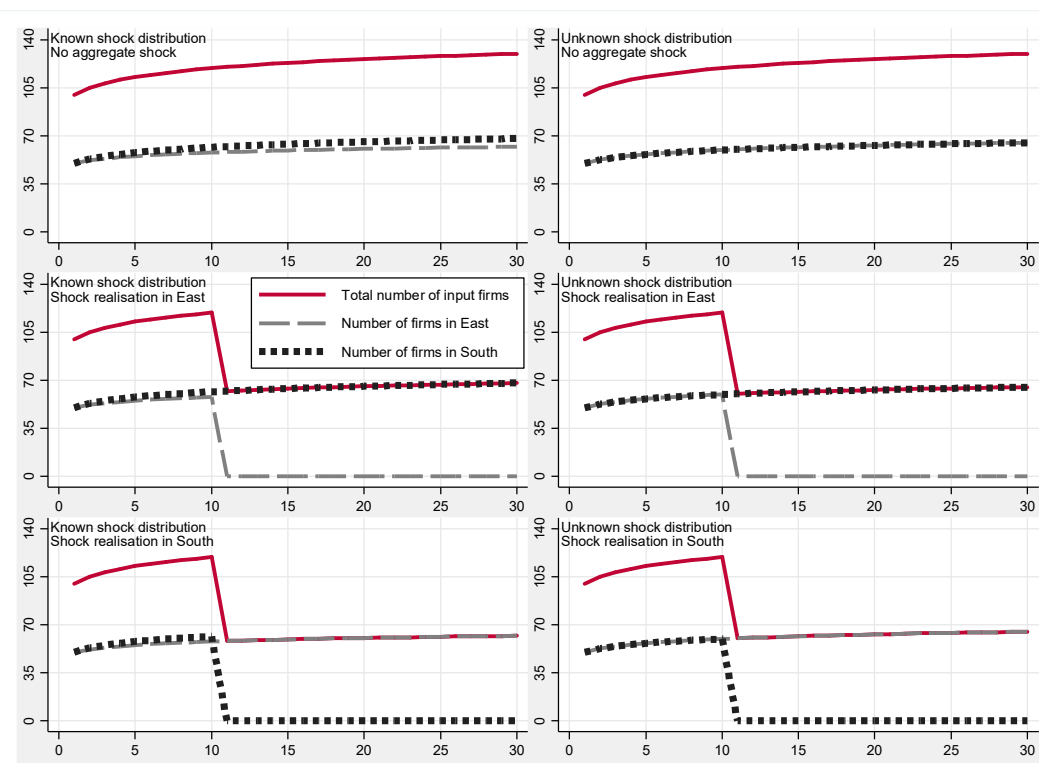 Known shock distribution
No aggregate shock
140
105
70
35
0
0 5 10 15 20 25 30
Unknown shock distribution
No aggregate shock
140
105
70
35
0
0 5 10 15 20 25 30
Known shock distribution
Shock realisation in East
140
105
70
35
0
0 5 10 15 20 25 30
Total number of input firms
Number of firms in East
Number of firms in South
Unknown shock distribution
Shock realisation in East
140
105
70
35
0
0 5 10 15 20 25 30
Known shock distribution
Shock realisation in South
140
105
70
35
0
0 5 10 15 20 25 30
Unknown shock distribution
Shock realisation in South
140
105
70
35
0
0 5 10 15 20 25 30